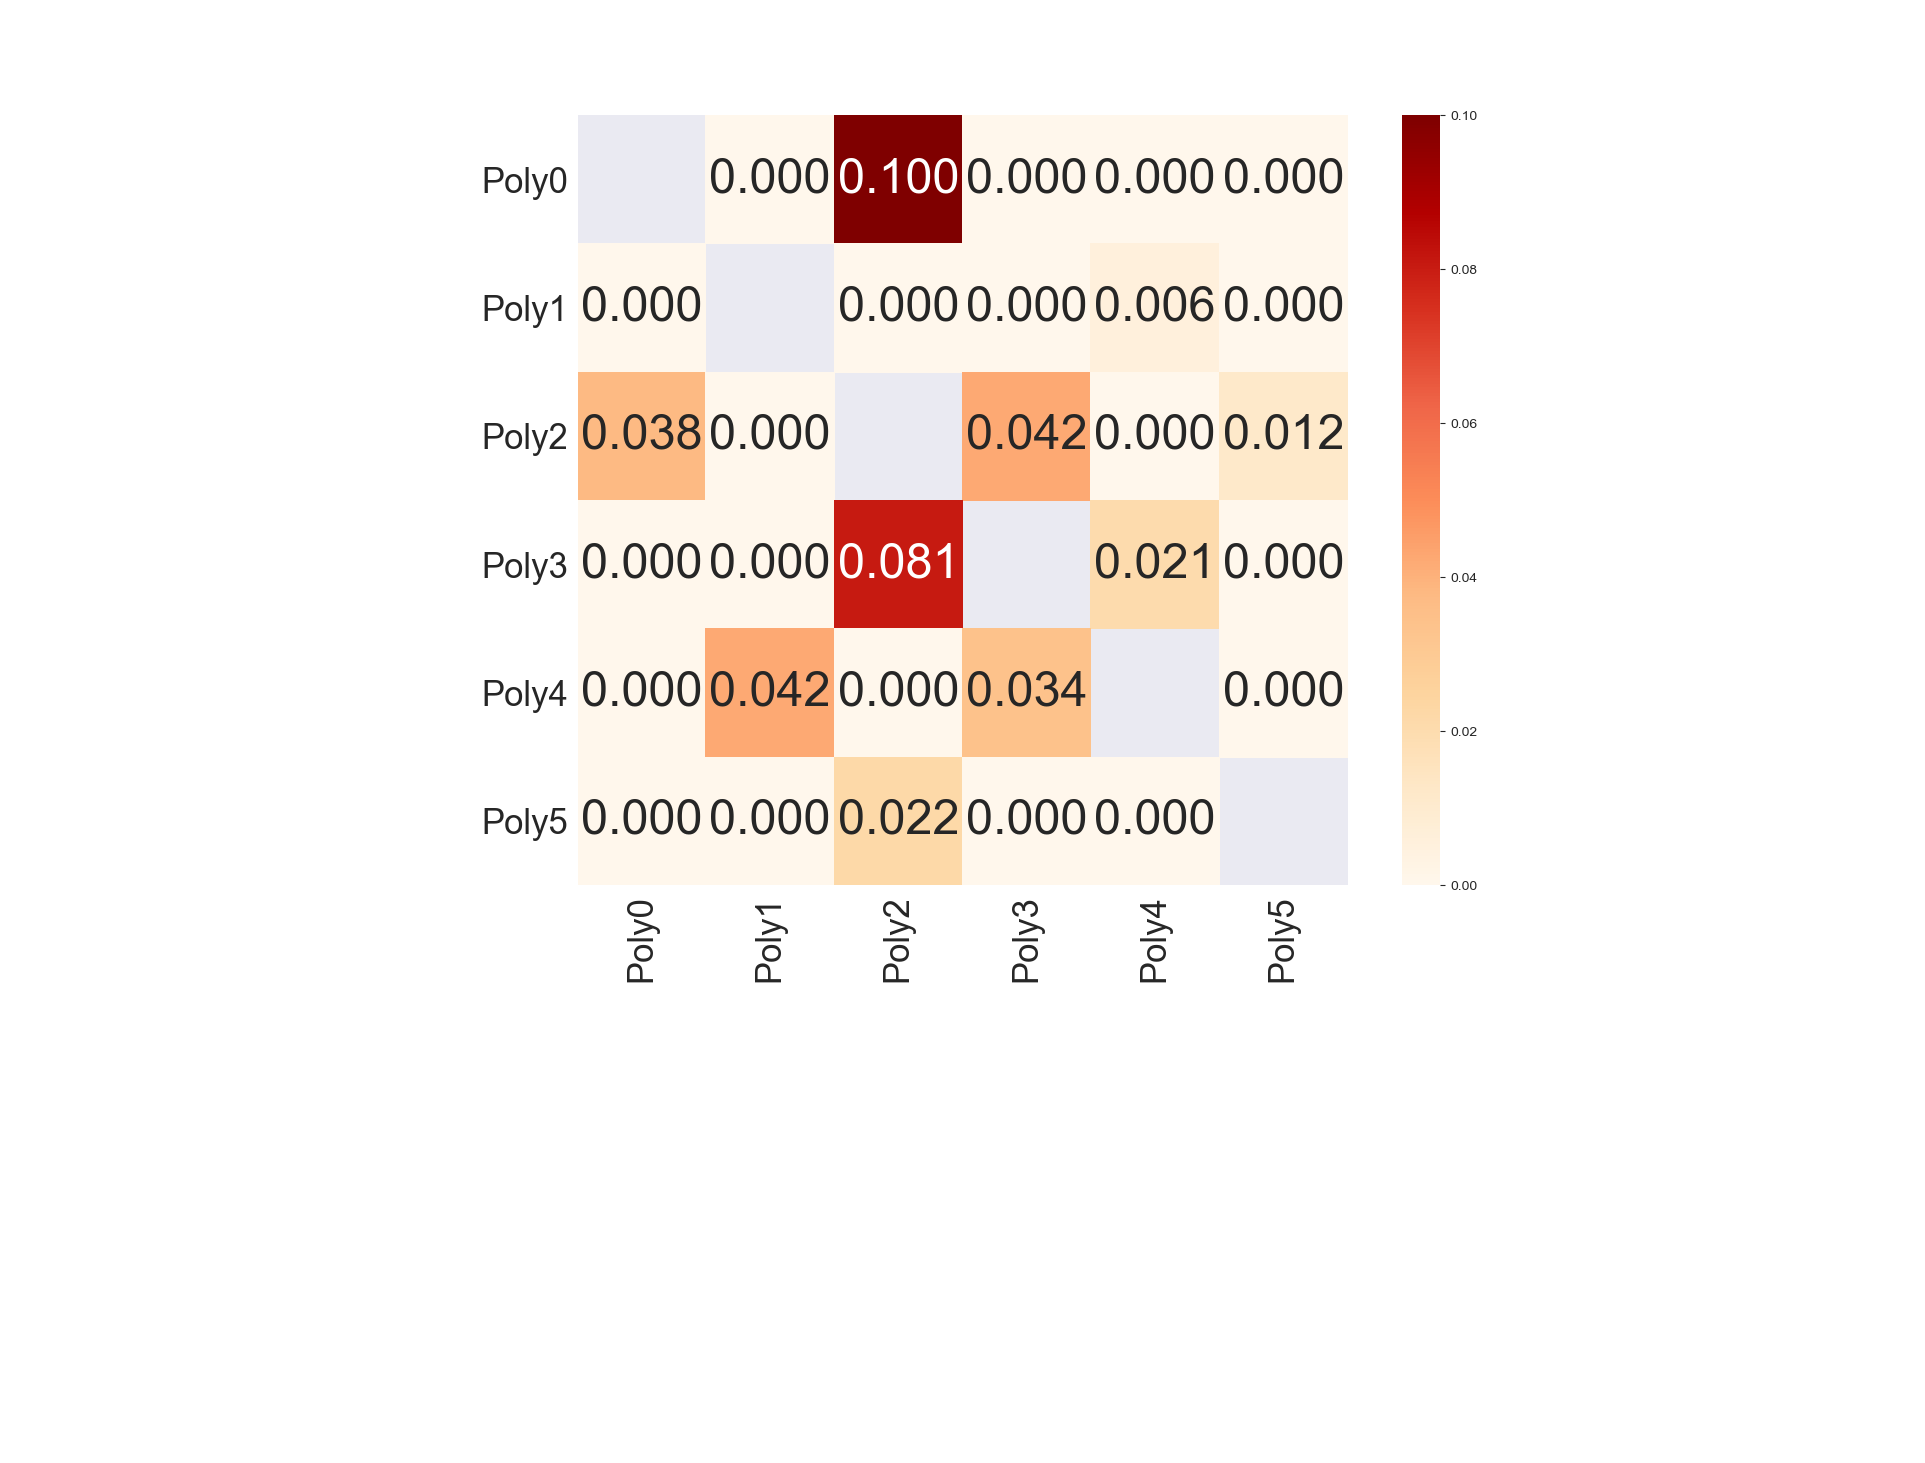 0.10
Poly0 0.000 0.100 0.000 0.000 0.000
0.08
Poly1 0.000 0.000 0.000 0.006 0.000
Poly2 0.038 0.000 0.042 0.000 0.012
0.06
Poly3 0.000 0.000 0.081 0.021 0.000
0.04
Poly4 0.000 0.042 0.000 0.034 0.000
0.02
Poly5 0.000 0.000 0.022 0.000 0.000
0.00
Poly0 Poly1 Poly2 Poly3 Poly4 Poly5